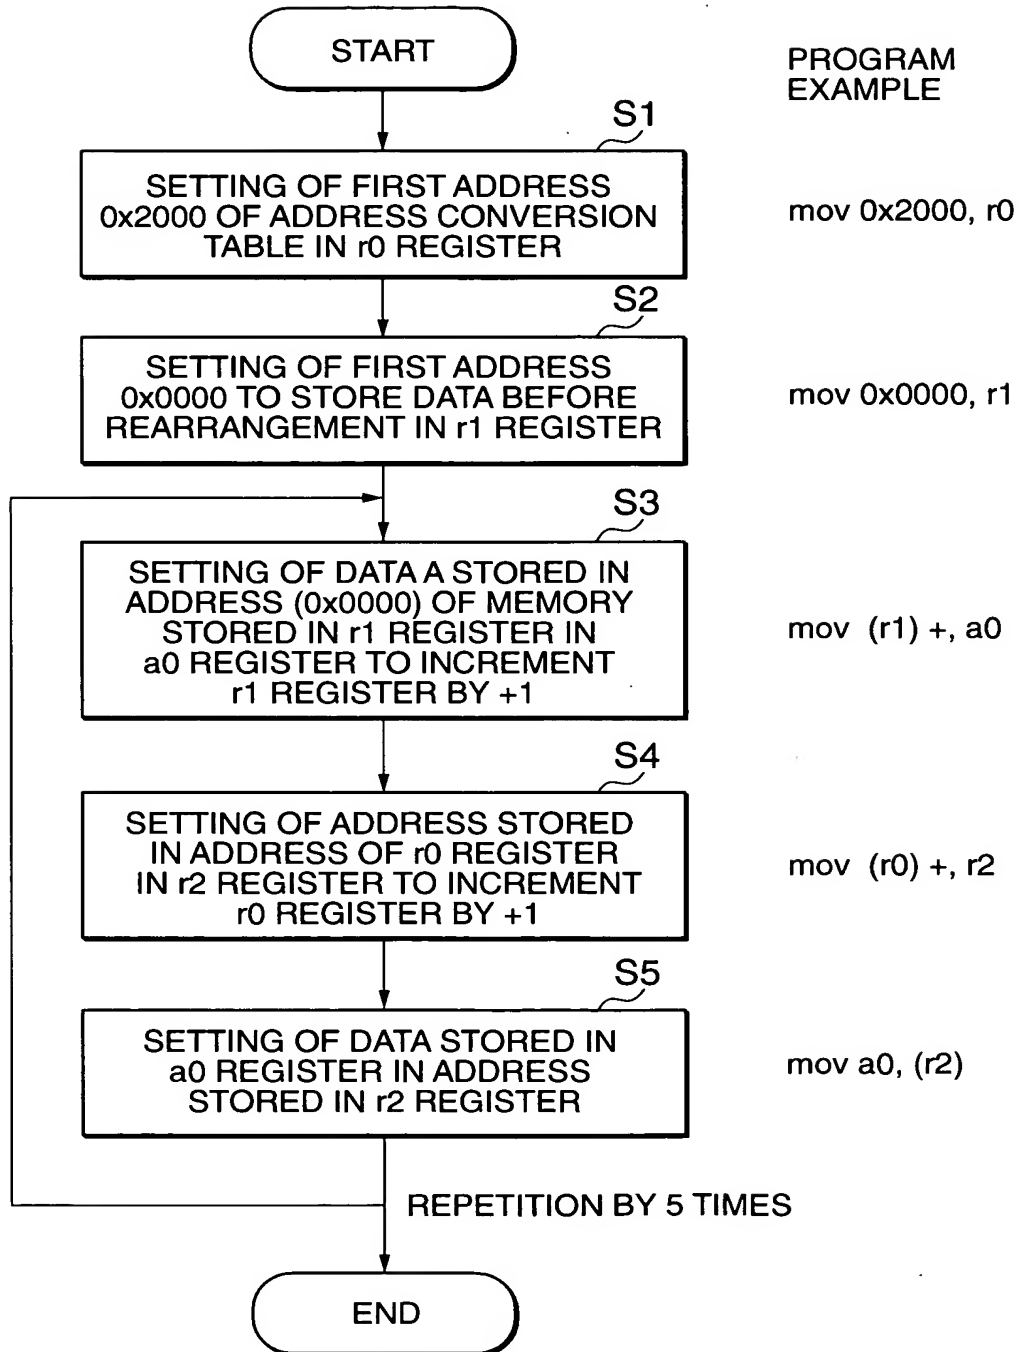 START
PROGRAM
EXAMPLE
S1
SETTING OF FIRST ADDRESS
0x2000 OF ADDRESS CONVERSION
TABLE IN r0 REGISTER
mov 0x2000, r0
S2
SETTING OF FIRST ADDRESS
0x0000 TO STORE DATA BEFORE
REARRANGEMENT IN r1 REGISTER
mov 0x0000, r1
S3
SETTING OF DATA A STORED IN
ADDRESS (0x0000) OF MEMORY
STORED IN r1 REGISTER IN
a0 REGISTER TO INCREMENT
r1 REGISTER BY +1
mov (r1) +, a0
S4
SETTING OF ADDRESS STORED
IN ADDRESS OF r0 REGISTER
IN r2 REGISTER TO INCREMENT
r0 REGISTER BY +1
mov (r0) +, r2
S5
SETTING OF DATA STORED IN
a0 REGISTER IN ADDRESS
STORED IN r2 REGISTER
mov a0, (r2)
REPETITION BY 5 TIMES
END